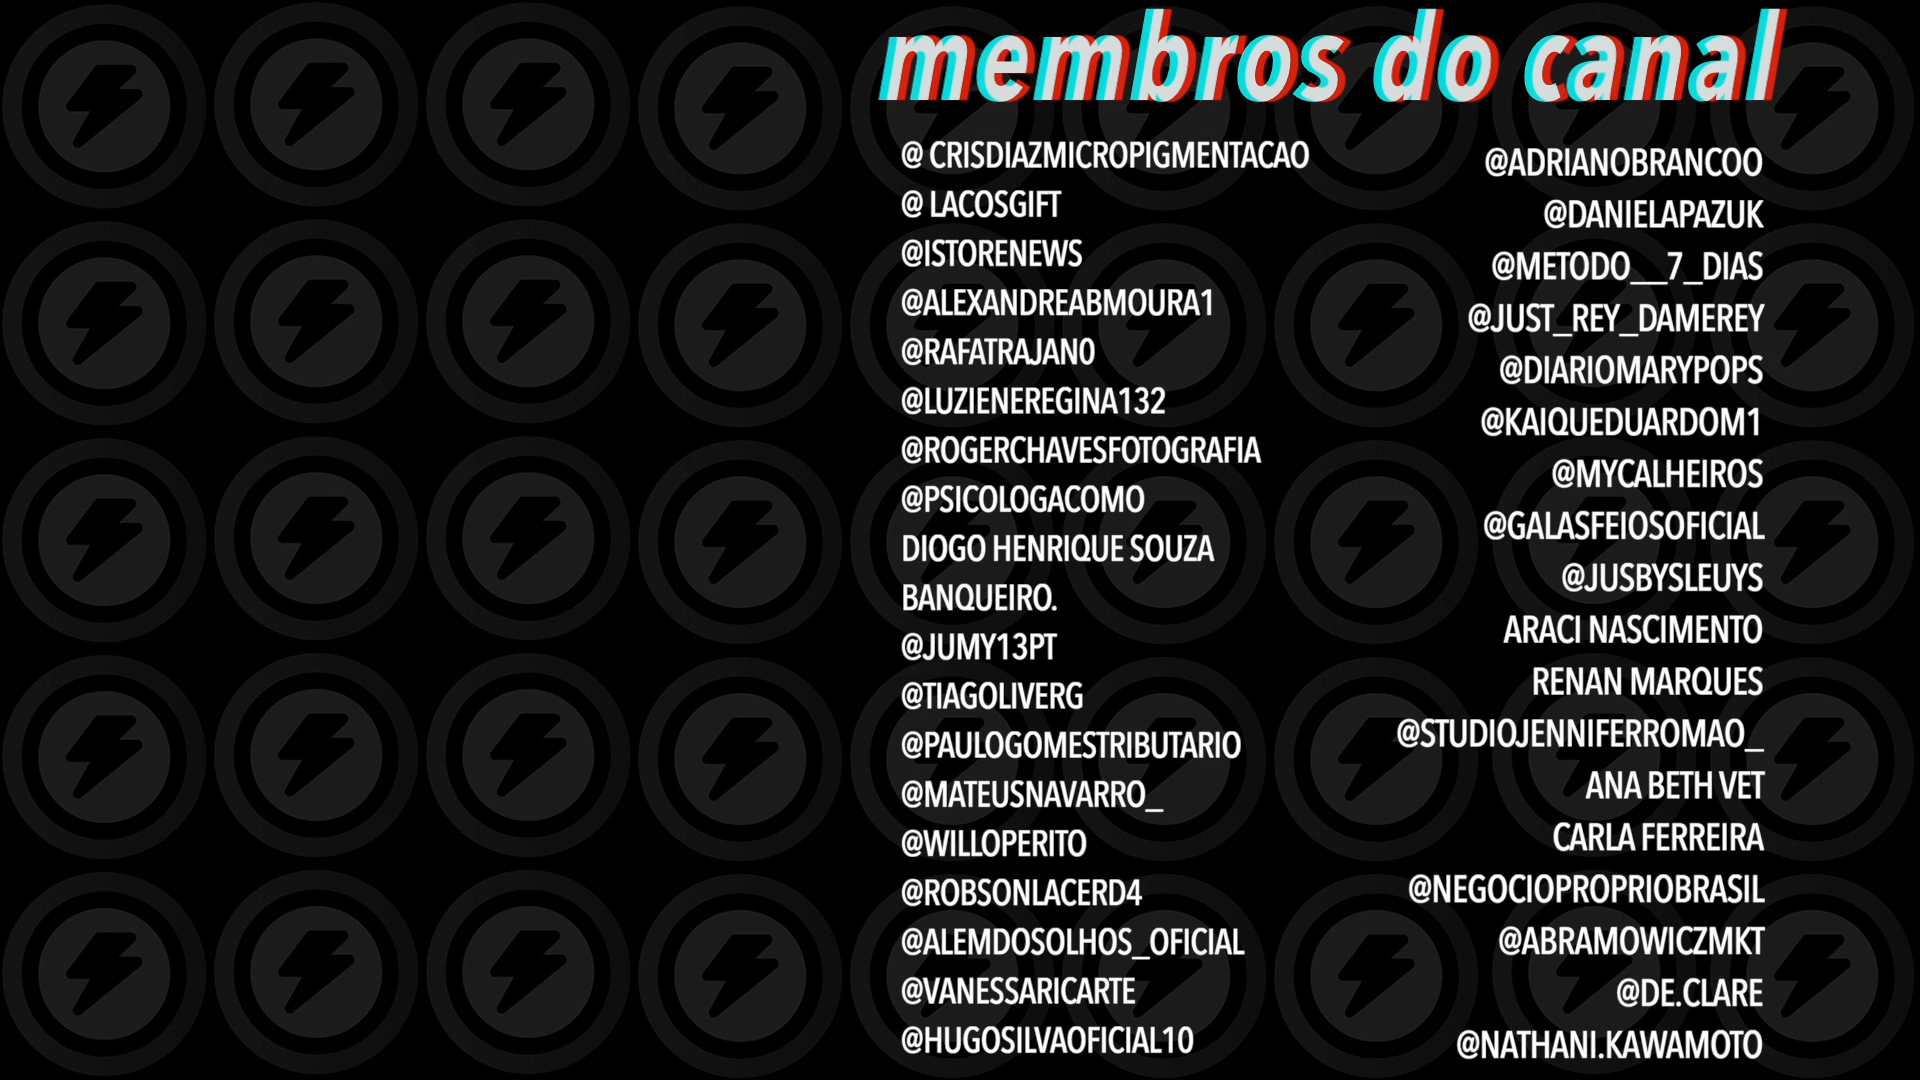 membros do canal
@ CRISDIAZMICROPIGMENTACAO
@ LACOSGIFT
@ISTORENEWS
@ALEXANDREABMOURA1
@RAFATRAJANO
@LUZIENEREGINA132
@ROGERCHAVESFOTOGRAFIA
@PSICOLOGACOMO
DIOGO HENRIQUE SOUZA
BANQUEIRO.
@JUMY13PT
@TIAGOLIVERG
@PAULOGOMESTRIBUTARIO
@MATEUSNAVARRO_
@WILLOPERITO
@ROBSONLACERD4
@ALEMDOSOLHOS_OFICIAL
@VANESSARICARTE
@HUGOSILVAOFICIAL10
@ADRIANOBRANCOO
@DANIELAPAZUK
@METODO__7_DIAS
@JUST_REY_DAMEREY
@DIARIOMARYPOPS
@KAIQUEDUARDOM1
@MYCALHEIROS
@GALASFEIOSOFICIAL
@JUSBYSLEUYS
ARACI NASCIMENTO
RENAN MARQUES
@STUDIOJENNIFERROMAO_
ANA BETH VET
CARLA FERREIRA
@NEGOCIOPROPRIOBRASIL
@ABRAMOWICZMKT
@DE.CLARE
@NATHANI.KAWAMOTO